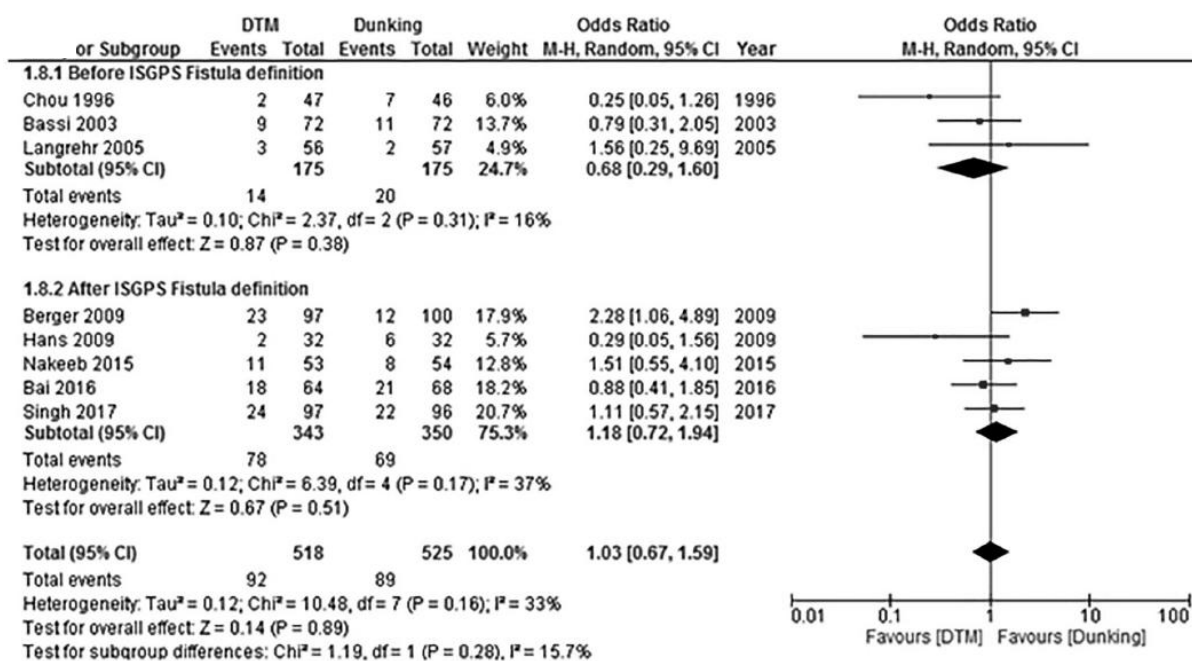 DTM Dunking Odds Ratio Odds Ratio
or Subgroup Events Total Events Total Weight M-H, Random, 95% CI Year M-H, Random, 95% CI
1.8.1 Before ISGPS Fistula definition
Chou 1996 2 47 7 46 6.0% 0.25 [0.05, 1.26] 1996
Bassi 2003 9 72 11 72 13.7% 0.79 [0.31, 2.05] 2003
Langrehr 2005 3 56 2 57 4.9% 1.56 [0.25, 9.69] 2005
Subtotal (95% CI) 175 175 24.7% 0.68 [0.29, 1.60]
Total events 14 20
Heterogeneity: Tau² = 0.10; Chi² = 2.37, df = 2 (P = 0.31); I² = 16%
Test for overall effect: Z = 0.87 (P = 0.38)
1.8.2 After ISGPS Fistula definition
Berger 2009 23 97 12 100 17.9% 2.28 [1.06, 4.89] 2009
Hans 2009 2 32 6 32 5.7% 0.29 [0.05, 1.56] 2009
Nakeeb 2015 11 53 8 54 12.8% 1.51 [0.55, 4.10] 2015
Bai 2016 18 64 21 68 18.2% 0.88 [0.41, 1.85] 2016
Singh 2017 24 97 22 96 20.7% 1.11 [0.57, 2.15] 2017
Subtotal (95% CI) 343 350 75.3% 1.18 [0.72, 1.94]
Total events 78 69
Heterogeneity: Tau² = 0.12; Chi² = 6.39, df = 4 (P = 0.17); I² = 37%
Test for overall effect: Z = 0.67 (P = 0.51)
Total (95% CI) 518 525 100.0% 1.03 [0.67, 1.59]
Total events 92 89
Heterogeneity: Tau² = 0.12; Chi² = 10.48, df = 7 (P = 0.16); I² = 33%
Test for overall effect: Z = 0.14 (P = 0.89)
Test for subgroup differences: Chi² = 1.19, df = 1 (P = 0.28), I² = 15.7%
0.01 0.1 1 10 100
Favours [DTM] Favours [Dunking]